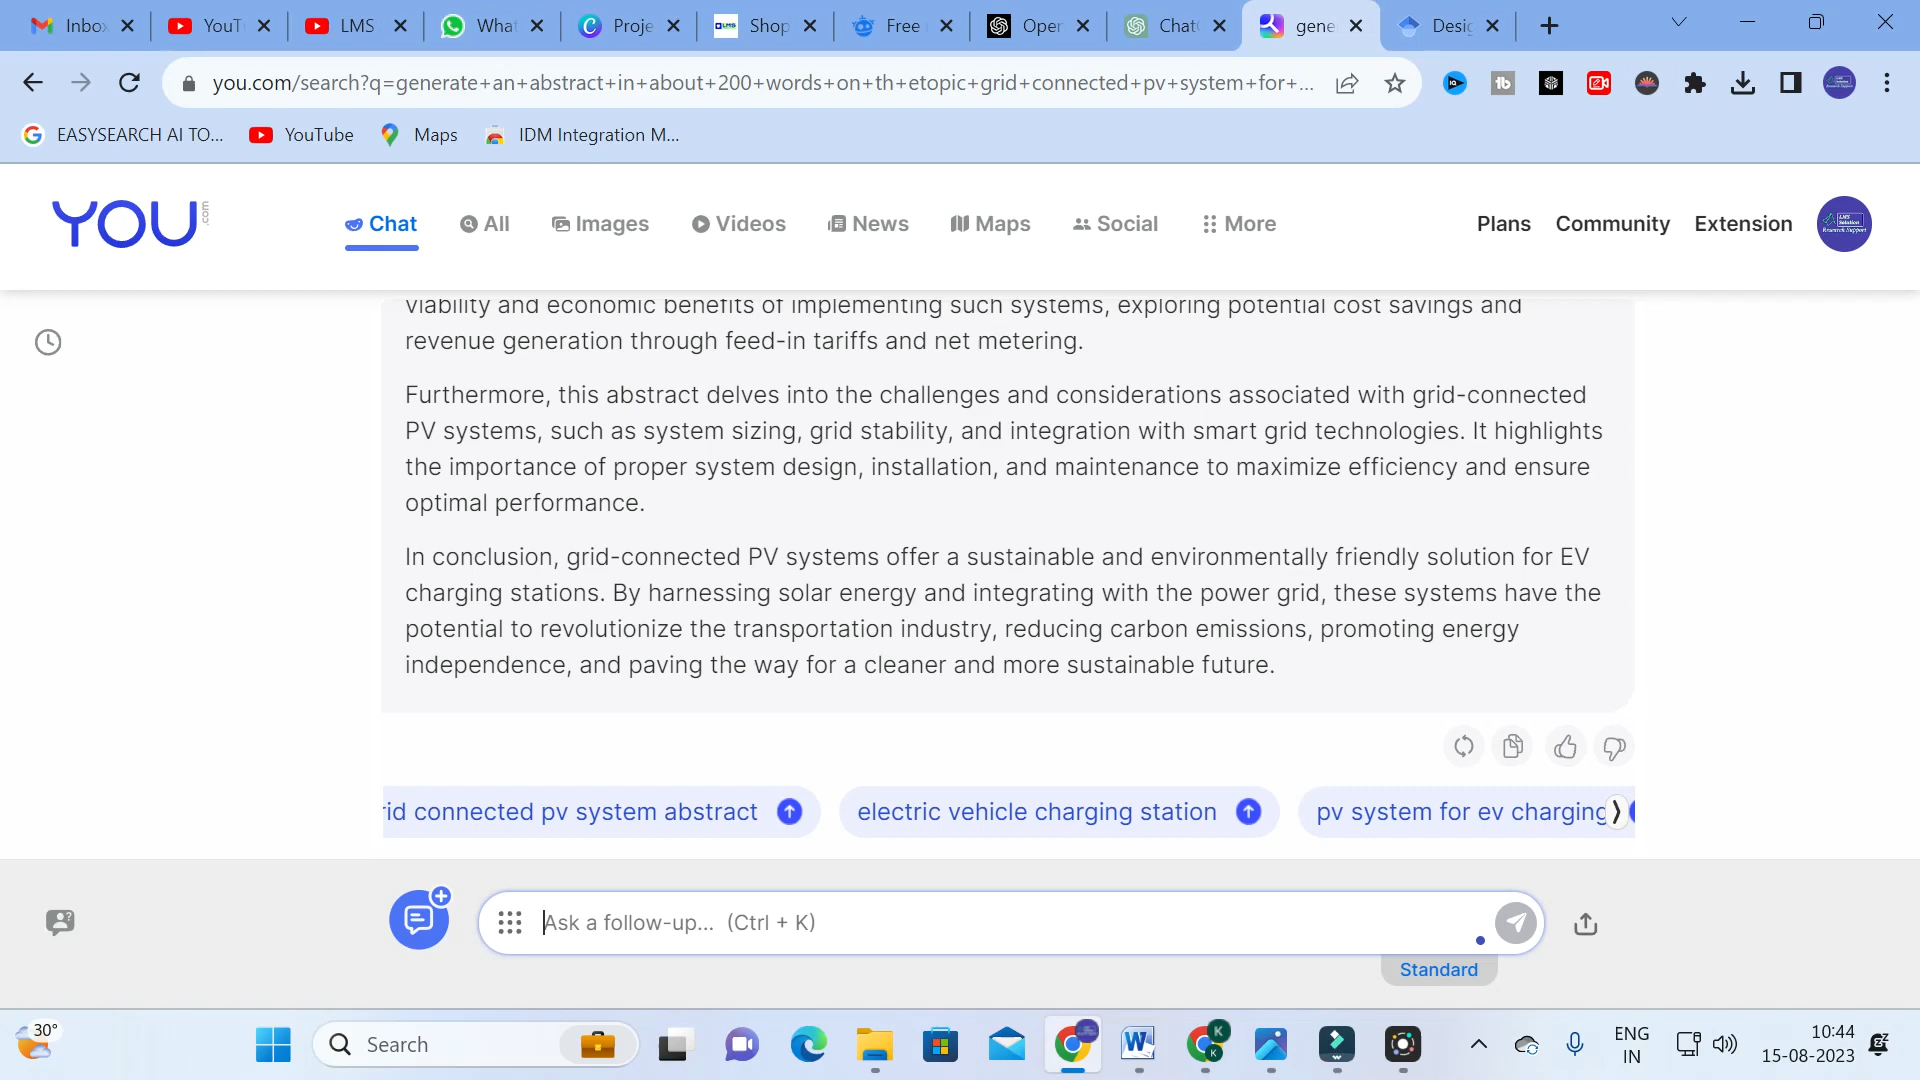 Inbo YouT LMS What Proje Shop Free Oper Chat gene Desig
you.com/search?q=generate+an+abstract+in+about+200+words+on+th+etopic+grid+connected+pv+system+for+...
EASYSEARCH AI TO... YouTube Maps IDM Integration M...
YOU .com Chat All Images Videos News Maps Social More Plans Community Extension
LMS Solution Research Support
viability and economic benefits of implementing such systems, exploring potential cost savings and
revenue generation through feed-in tariffs and net metering.
Furthermore, this abstract delves into the challenges and considerations associated with grid-connected
PV systems, such as system sizing, grid stability, and integration with smart grid technologies. It highlights
the importance of proper system design, installation, and maintenance to maximize efficiency and ensure
optimal performance.
In conclusion, grid-connected PV systems offer a sustainable and environmentally friendly solution for EV
charging stations. By harnessing solar energy and integrating with the power grid, these systems have the
potential to revolutionize the transportation industry, reducing carbon emissions, promoting energy
independence, and paving the way for a cleaner and more sustainable future.
rid connected pv system abstract electric vehicle charging station pv system for ev charging
Ask a follow-up... (Ctrl + K)
Standard
30° Search ENG 10:44
IN 15-08-2023